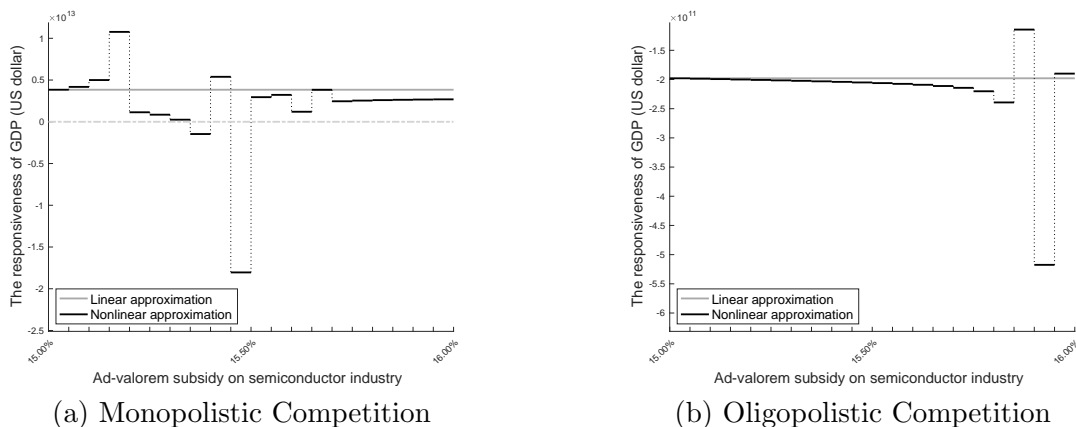 ×10^13
1
0.5
0
-0.5
-1
-1.5
-2
-2.5
The responsiveness of GDP (US dollar)
Linear approximation
Nonlinear approximation
15.00%
15.50%
16.00%
Ad-valorem subsidy on semiconductor industry
(a) Monopolistic Competition
×10^11
-1.5
-2
-2.5
-3
-3.5
-4
-4.5
-5
-5.5
-6
The responsiveness of GDP (US dollar)
Linear approximation
Nonlinear approximation
15.00%
15.50%
16.00%
Ad-valorem subsidy on semiconductor industry
(b) Oligopolistic Competition